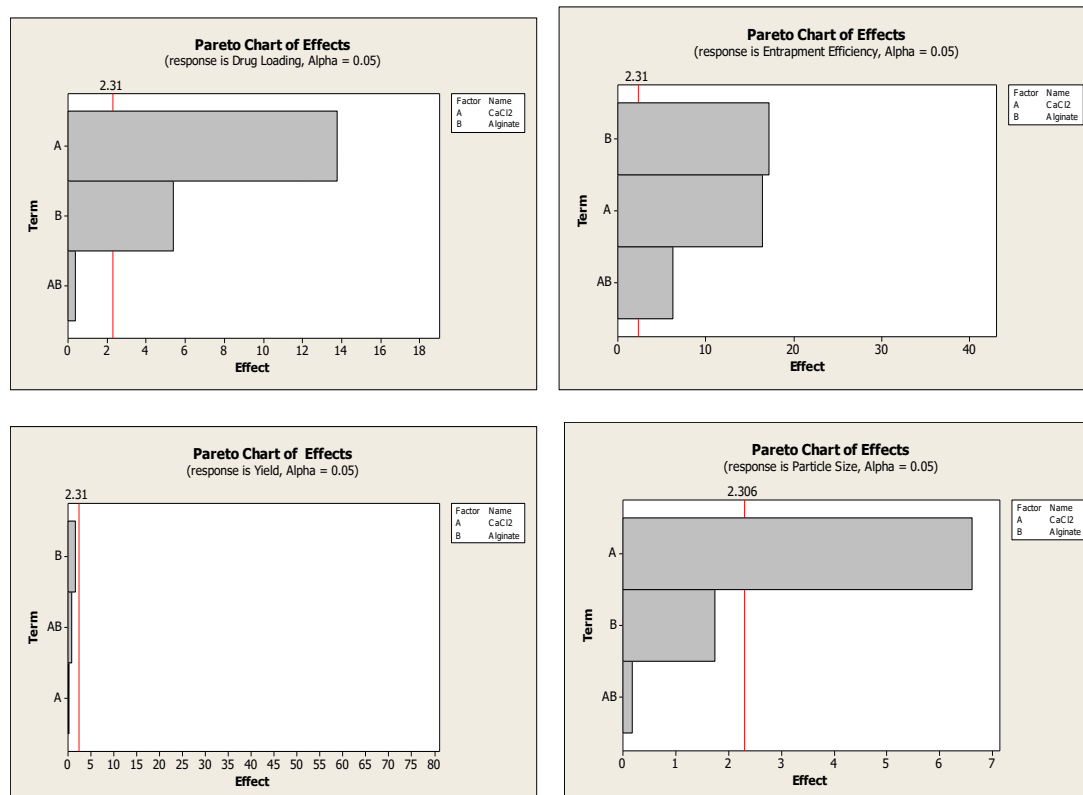 Pareto Chart of Effects
(response is Drug Loading, Alpha = 0.05)
2.31
Factor Name
A CaCl2
B Alginate
Term
A
B
AB
0 2 4 6 8 10 12 14 16 18
Effect
Pareto Chart of Effects
(response is Entrapment Efficiency, Alpha = 0.05)
2.31
Factor Name
A CaCl2
B Alginate
Term
B
A
AB
0 10 20 30 40
Effect
Pareto Chart of Effects
(response is Yield, Alpha = 0.05)
2.31
Factor Name
A CaCl2
B Alginate
Term
B
AB
A
0 5 10 15 20 25 30 35 40 45 50 55 60 65 70 75 80
Effect
Pareto Chart of Effects
(response is Particle Size, Alpha = 0.05)
2.306
Factor Name
A CaCl2
B Alginate
Term
A
B
AB
0 1 2 3 4 5 6 7
Effect